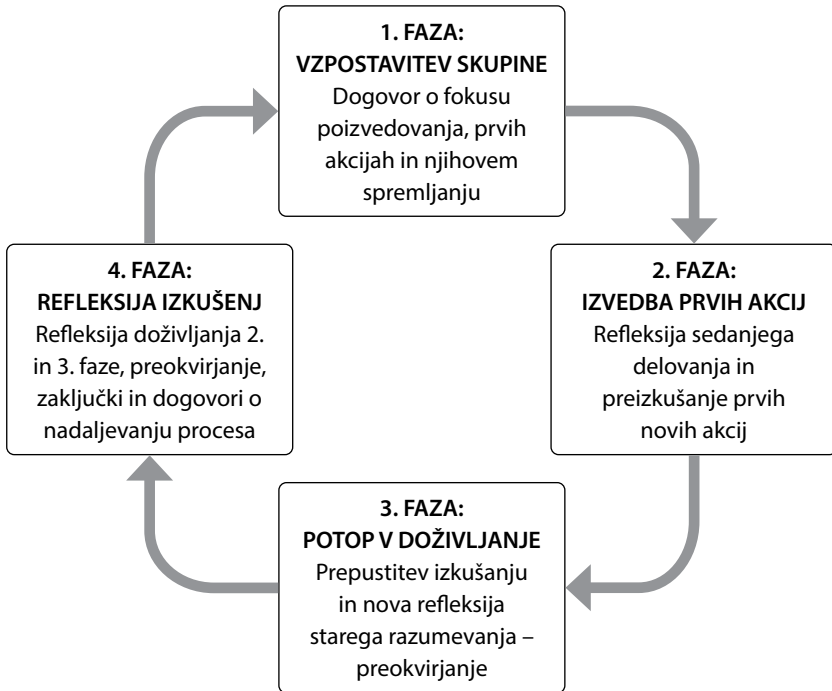 1. FAZA:
VZPOSTAVITEV SKUPINE
Dogovor o fokusu
poizvedovanja, prvih
akcijah in njihovem
spremljanju
2. FAZA:
IZVEDBA PRVIH AKCIJ
Refleksija sedanjega
delovanja in
preizkušanje prvih
novih akcij
3. FAZA:
POTOP V DOŽIVLJANJE
Prepustitev izkušanju
in nova refleksija
starega razumevanja –
preokvirjanje
4. FAZA:
REFLEKSIJA IZKUŠENJ
Refleksija doživljanja 2.
in 3. faze, preokvirjanje,
zaključki in dogovori o
nadaljevanju procesa